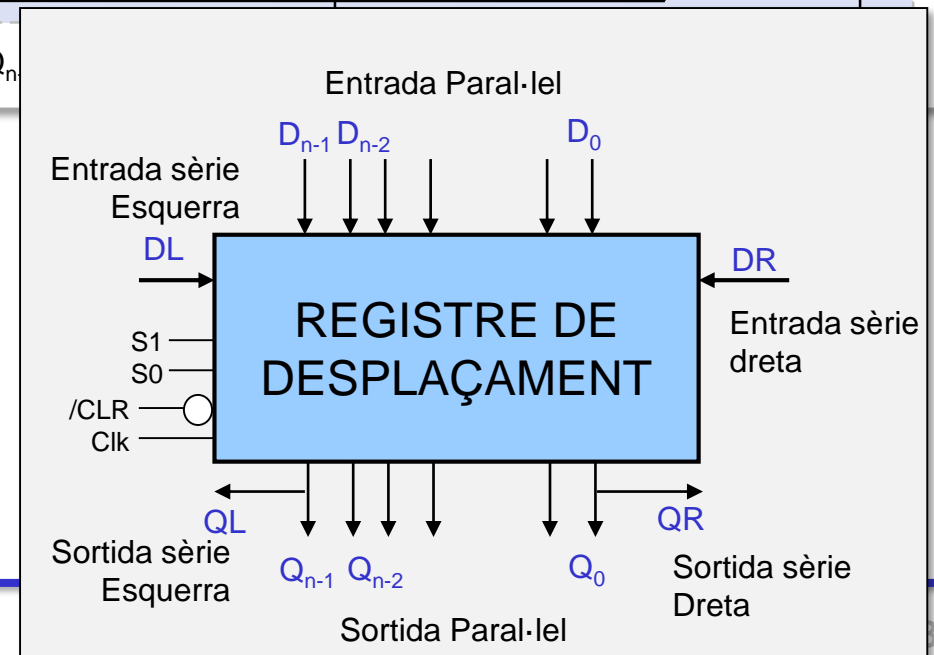 Entrada Paral·lel
Dn-1 Dn-2 D0
Entrada sèrie
Esquerra
DL
DR
REGISTRE DE
DESPLAÇAMENT
Entrada sèrie
dreta
S1
S0
/CLR
Clk
QL
QR
Sortida sèrie
Esquerra
Qn-1 Qn-2 Q0
Sortida sèrie
Dreta
Sortida Paral·lel